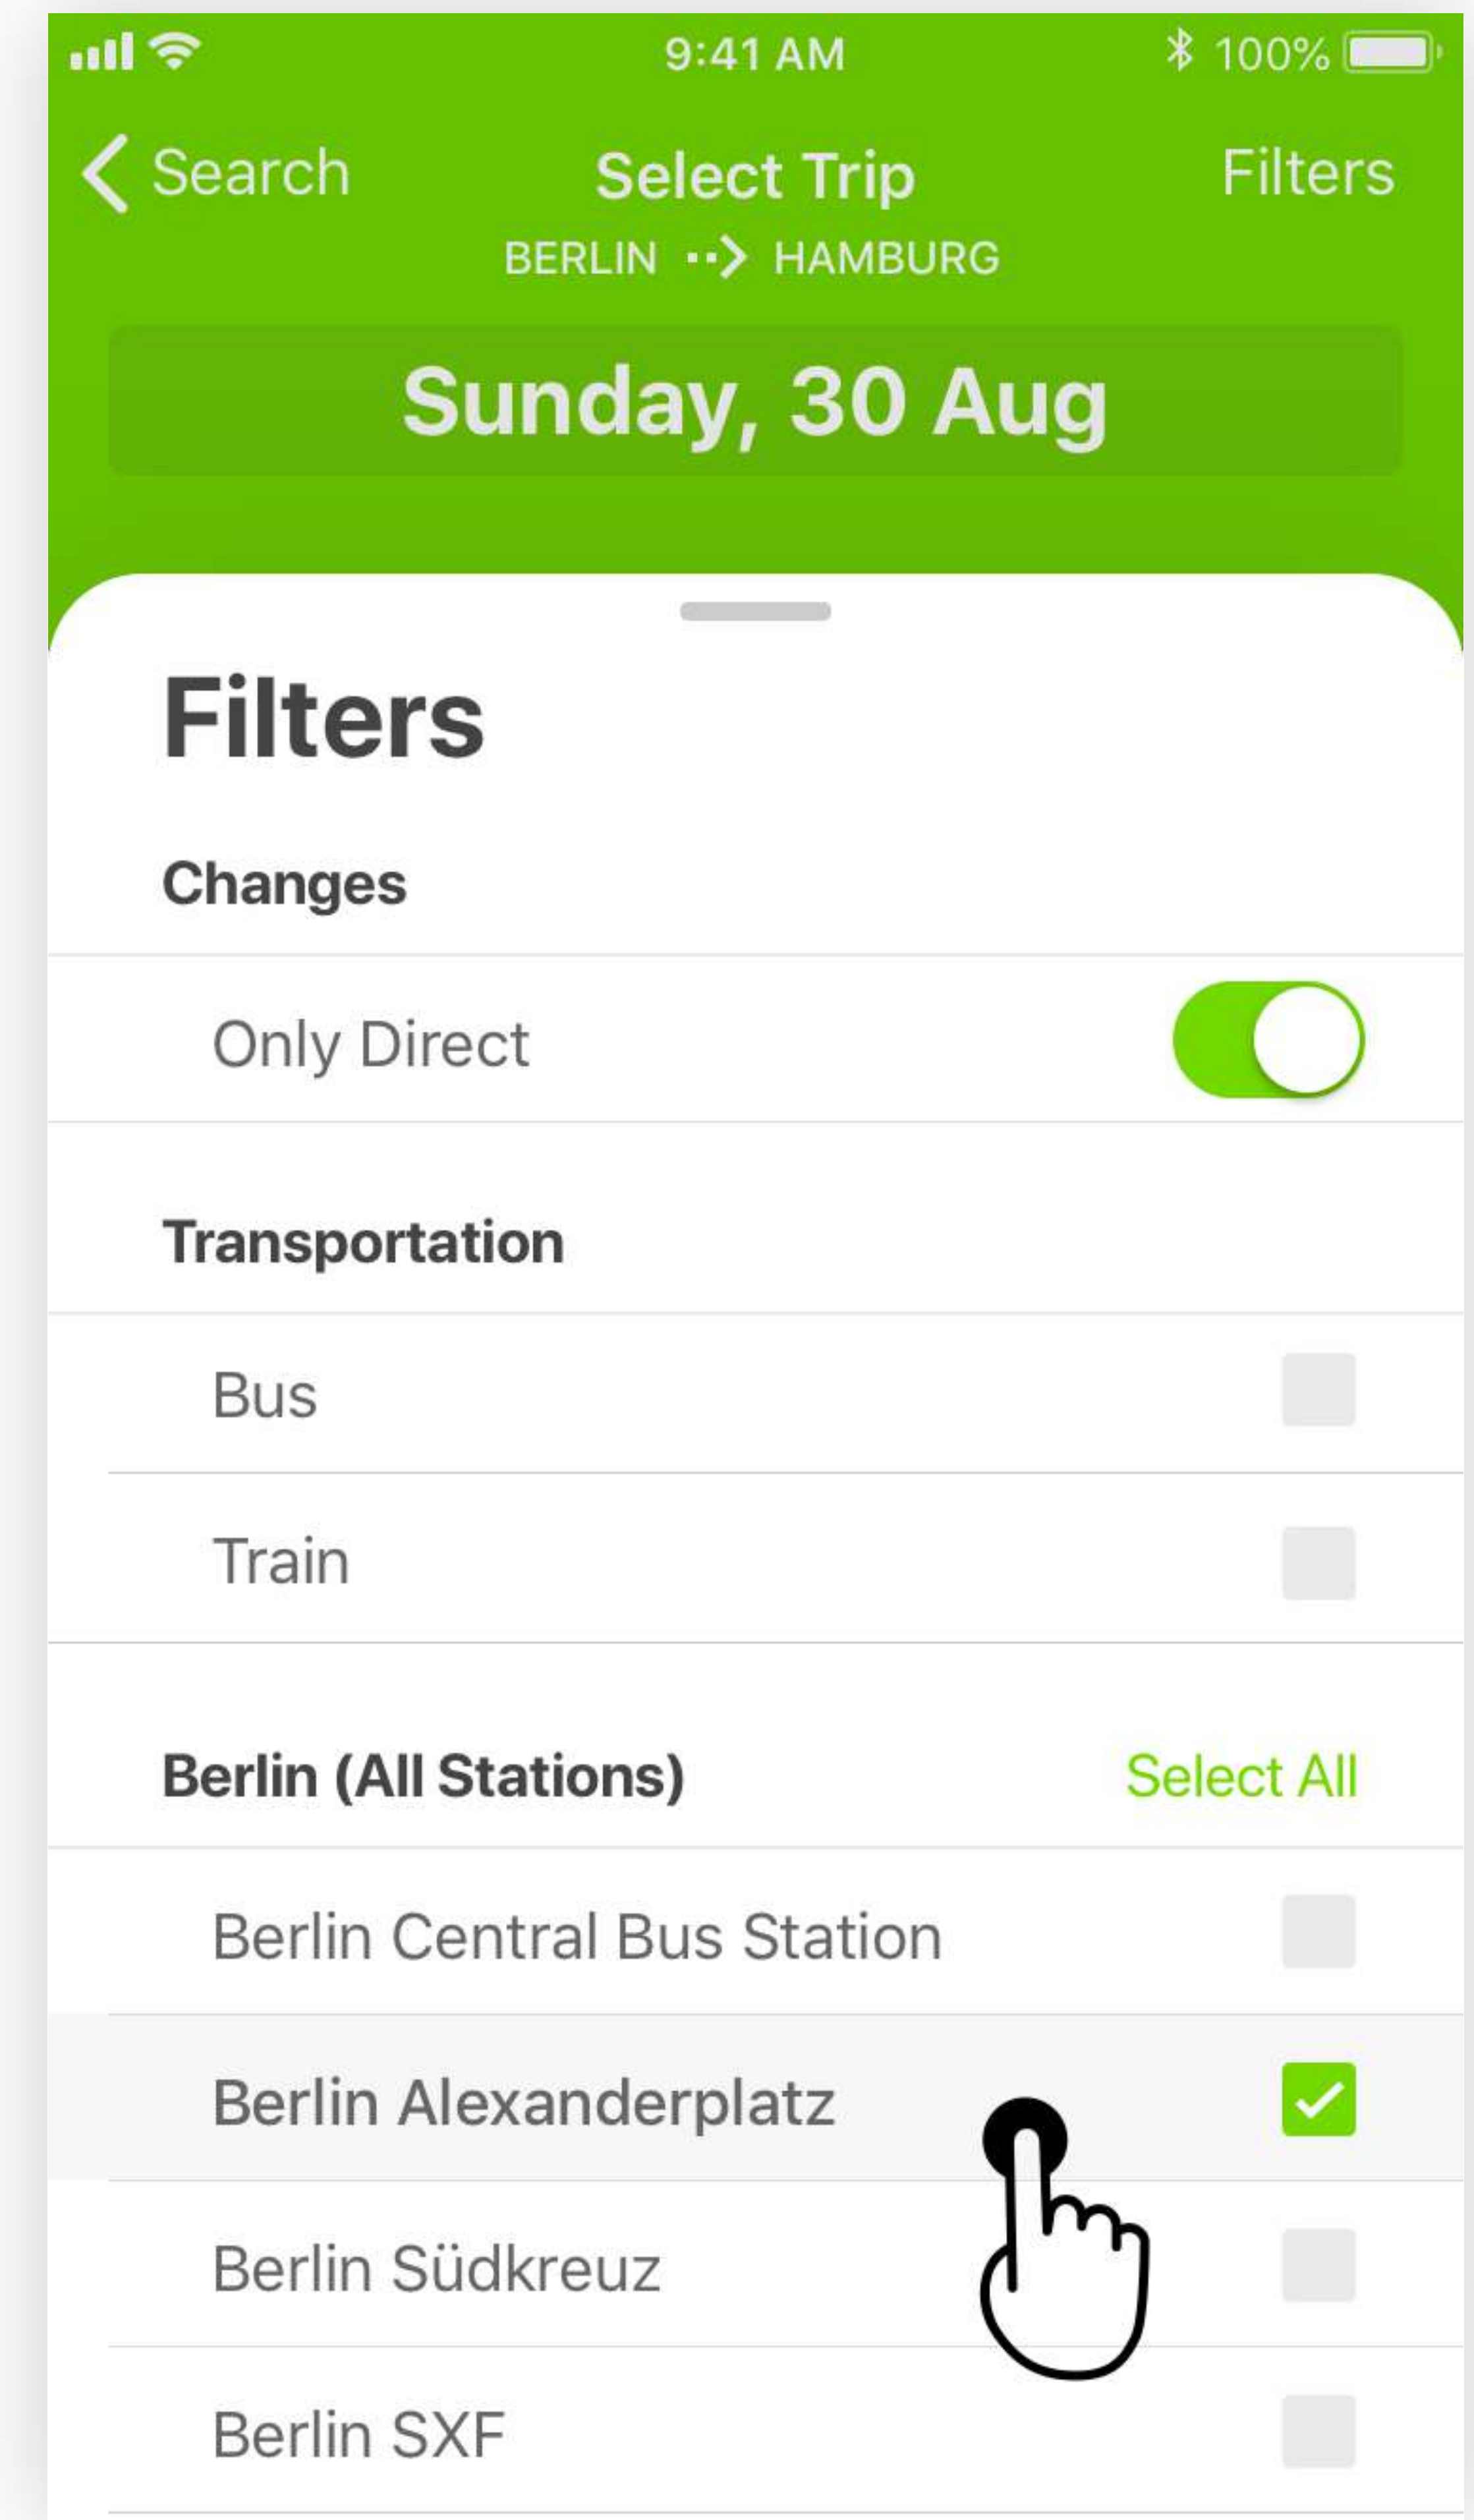 9:41 AM 100%
Search Select Trip Filters
BERLIN HAMBURG
Sunday, 30 Aug
Filters
Changes
Only Direct
Transportation
Bus
Train
Berlin (All Stations) Select All
Berlin Central Bus Station
Berlin Alexanderplatz
Berlin Südkreuz
Berlin SXF